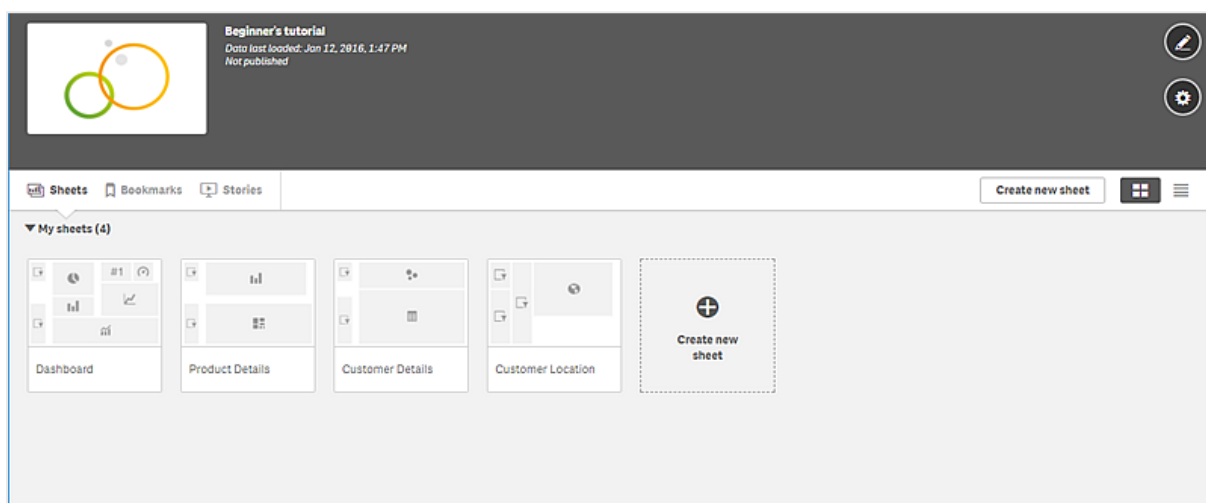 Beginner's tutorial
Data last loaded: Jan 12, 2016, 1:47 PM
Not published
Sheets
Bookmarks
Stories
Create new sheet
My sheets (4)
#1
Dashboard
Product Details
Customer Details
Customer Location
Create new
sheet